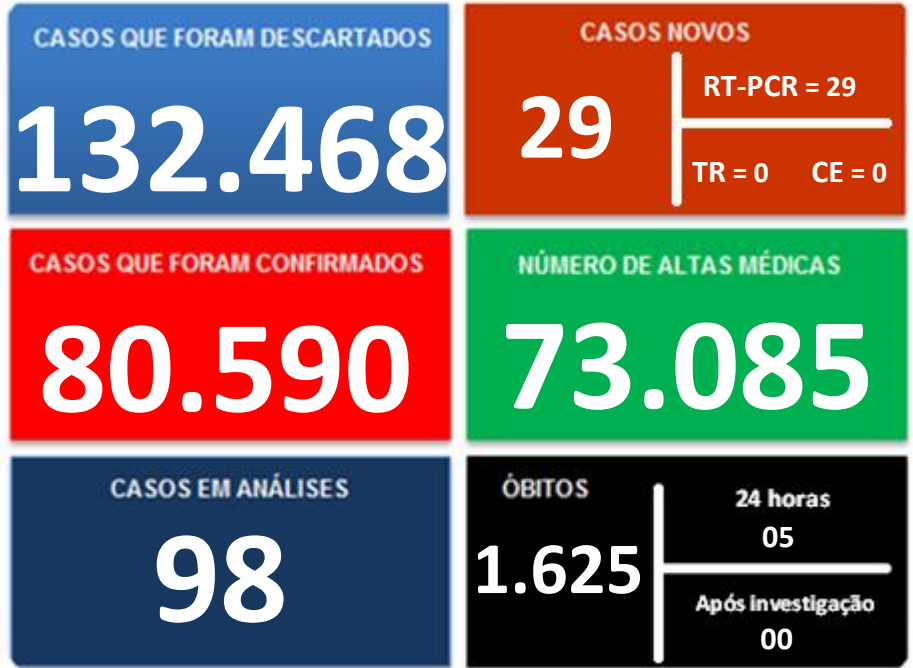 CASOS QUE FORAM DESCARTADOS
132.468
CASOS NOVOS
29
RT-PCR = 29
TR = 0 CE = 0
CASOS QUE FORAM CONFIRMADOS
80.590
NÚMERO DE ALTAS MÉDICAS
73.085
CASOS EM ANÁLISES
98
ÓBITOS
1.625
24 horas
05
Após investigação
00